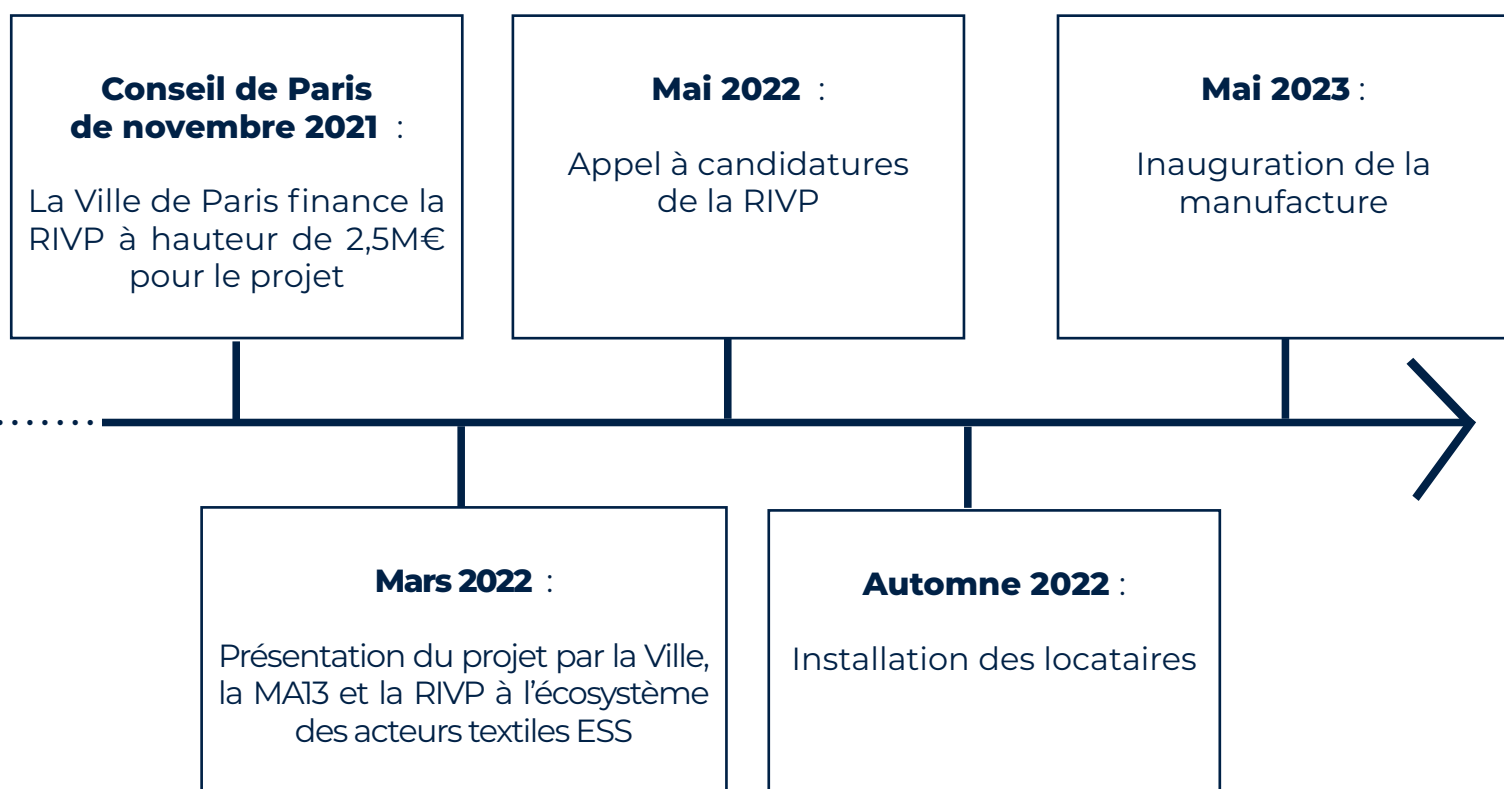 Conseil de Paris
de novembre 2021 :
La Ville de Paris finance la
RIVP à hauteur de 2,5M€
pour le projet
Mars 2022 :
Présentation du projet par la Ville,
la MA13 et la RIVP à l’écosystème
des acteurs textiles ESS
Mai 2022 :
Appel à candidatures
de la RIVP
Automne 2022 :
Installation des locataires
Mai 2023 :
Inauguration de la
manufacture